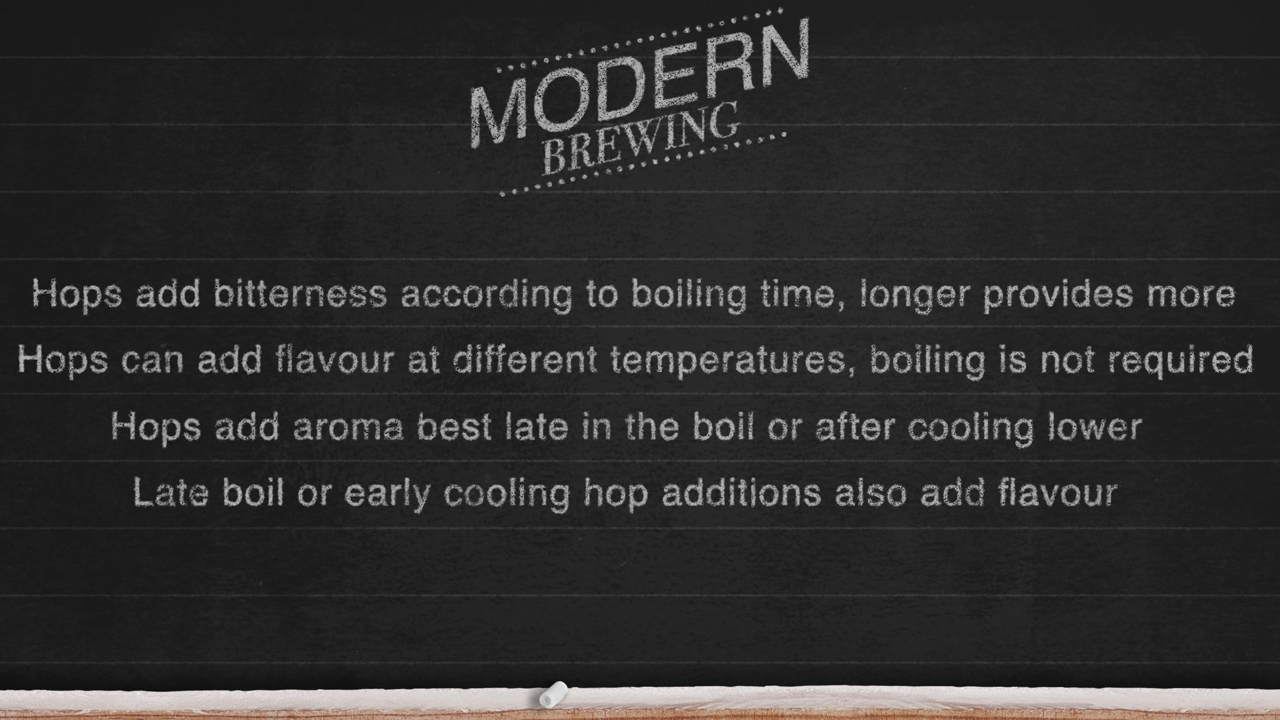 MODERN
BREWING
Hops add bitterness according to boiling time, longer provides more
Hops can add flavour at different temperatures, boiling is not required
Hops add aroma best late in the boil or after cooling lower
Late boil or early cooling hop additions also add flavour